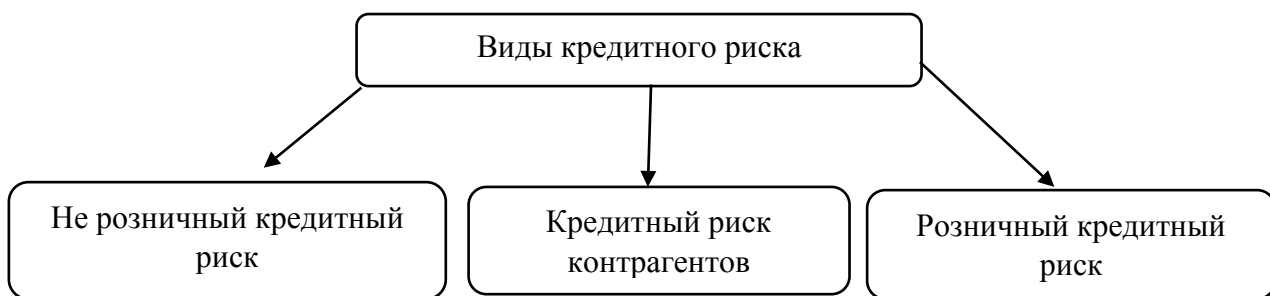 Виды кредитного риска
Не розничный кредитный
риск
Кредитный риск
контрагентов
Розничный кредитный
риск